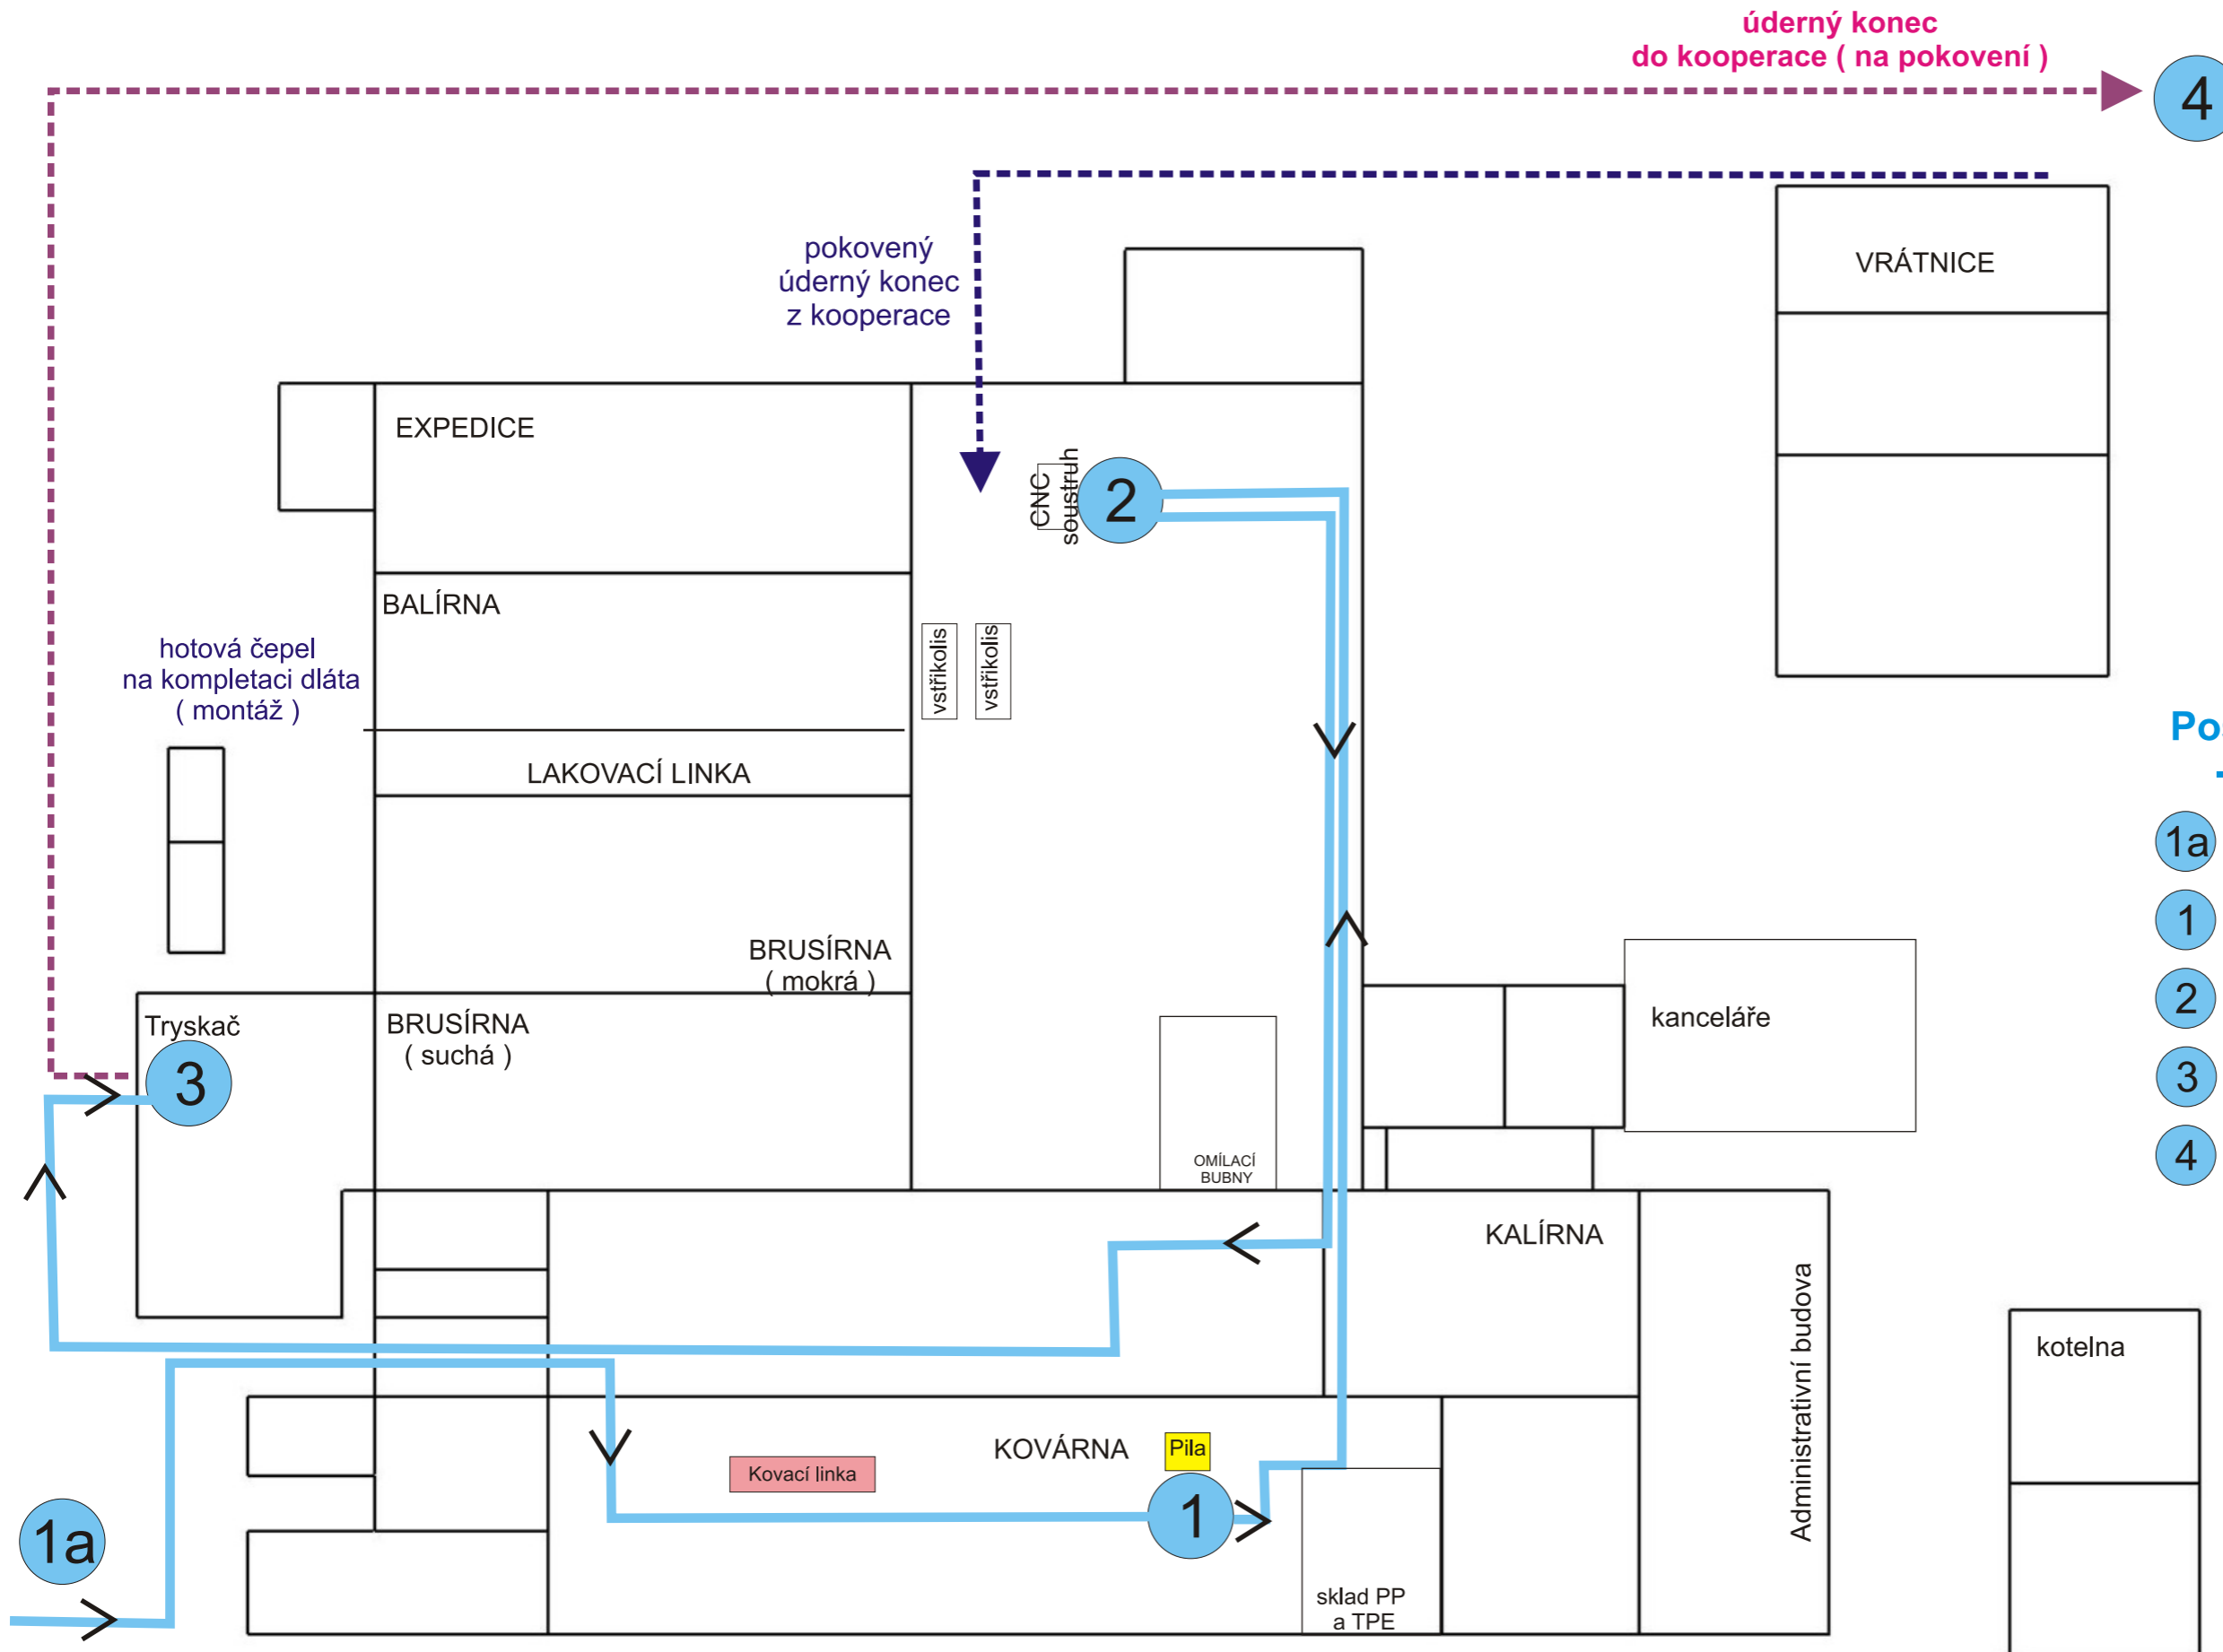 úderný konec
do kooperace ( na pokovení )
4
VRÁTNICE
pokovený
úderný konec
z kooperace
EXPEDICE
CNC
soustruh
2
BALÍRNA
vstřikolis
vstřikolis
hotová čepel
na kompletaci dláta
( montáž )
LAKOVACÍ LINKA
1a
1
2
3
4
BRUSÍRNA
( mokrá )
Tryskač
3
BRUSÍRNA
( suchá )
kanceláře
OMÍLACÍ
BUBNY
KALÍRNA
Administrativní budova
kotelna
KOVÁRNA
Pila
Kovací linka
1
1a
sklad PP
a TPE